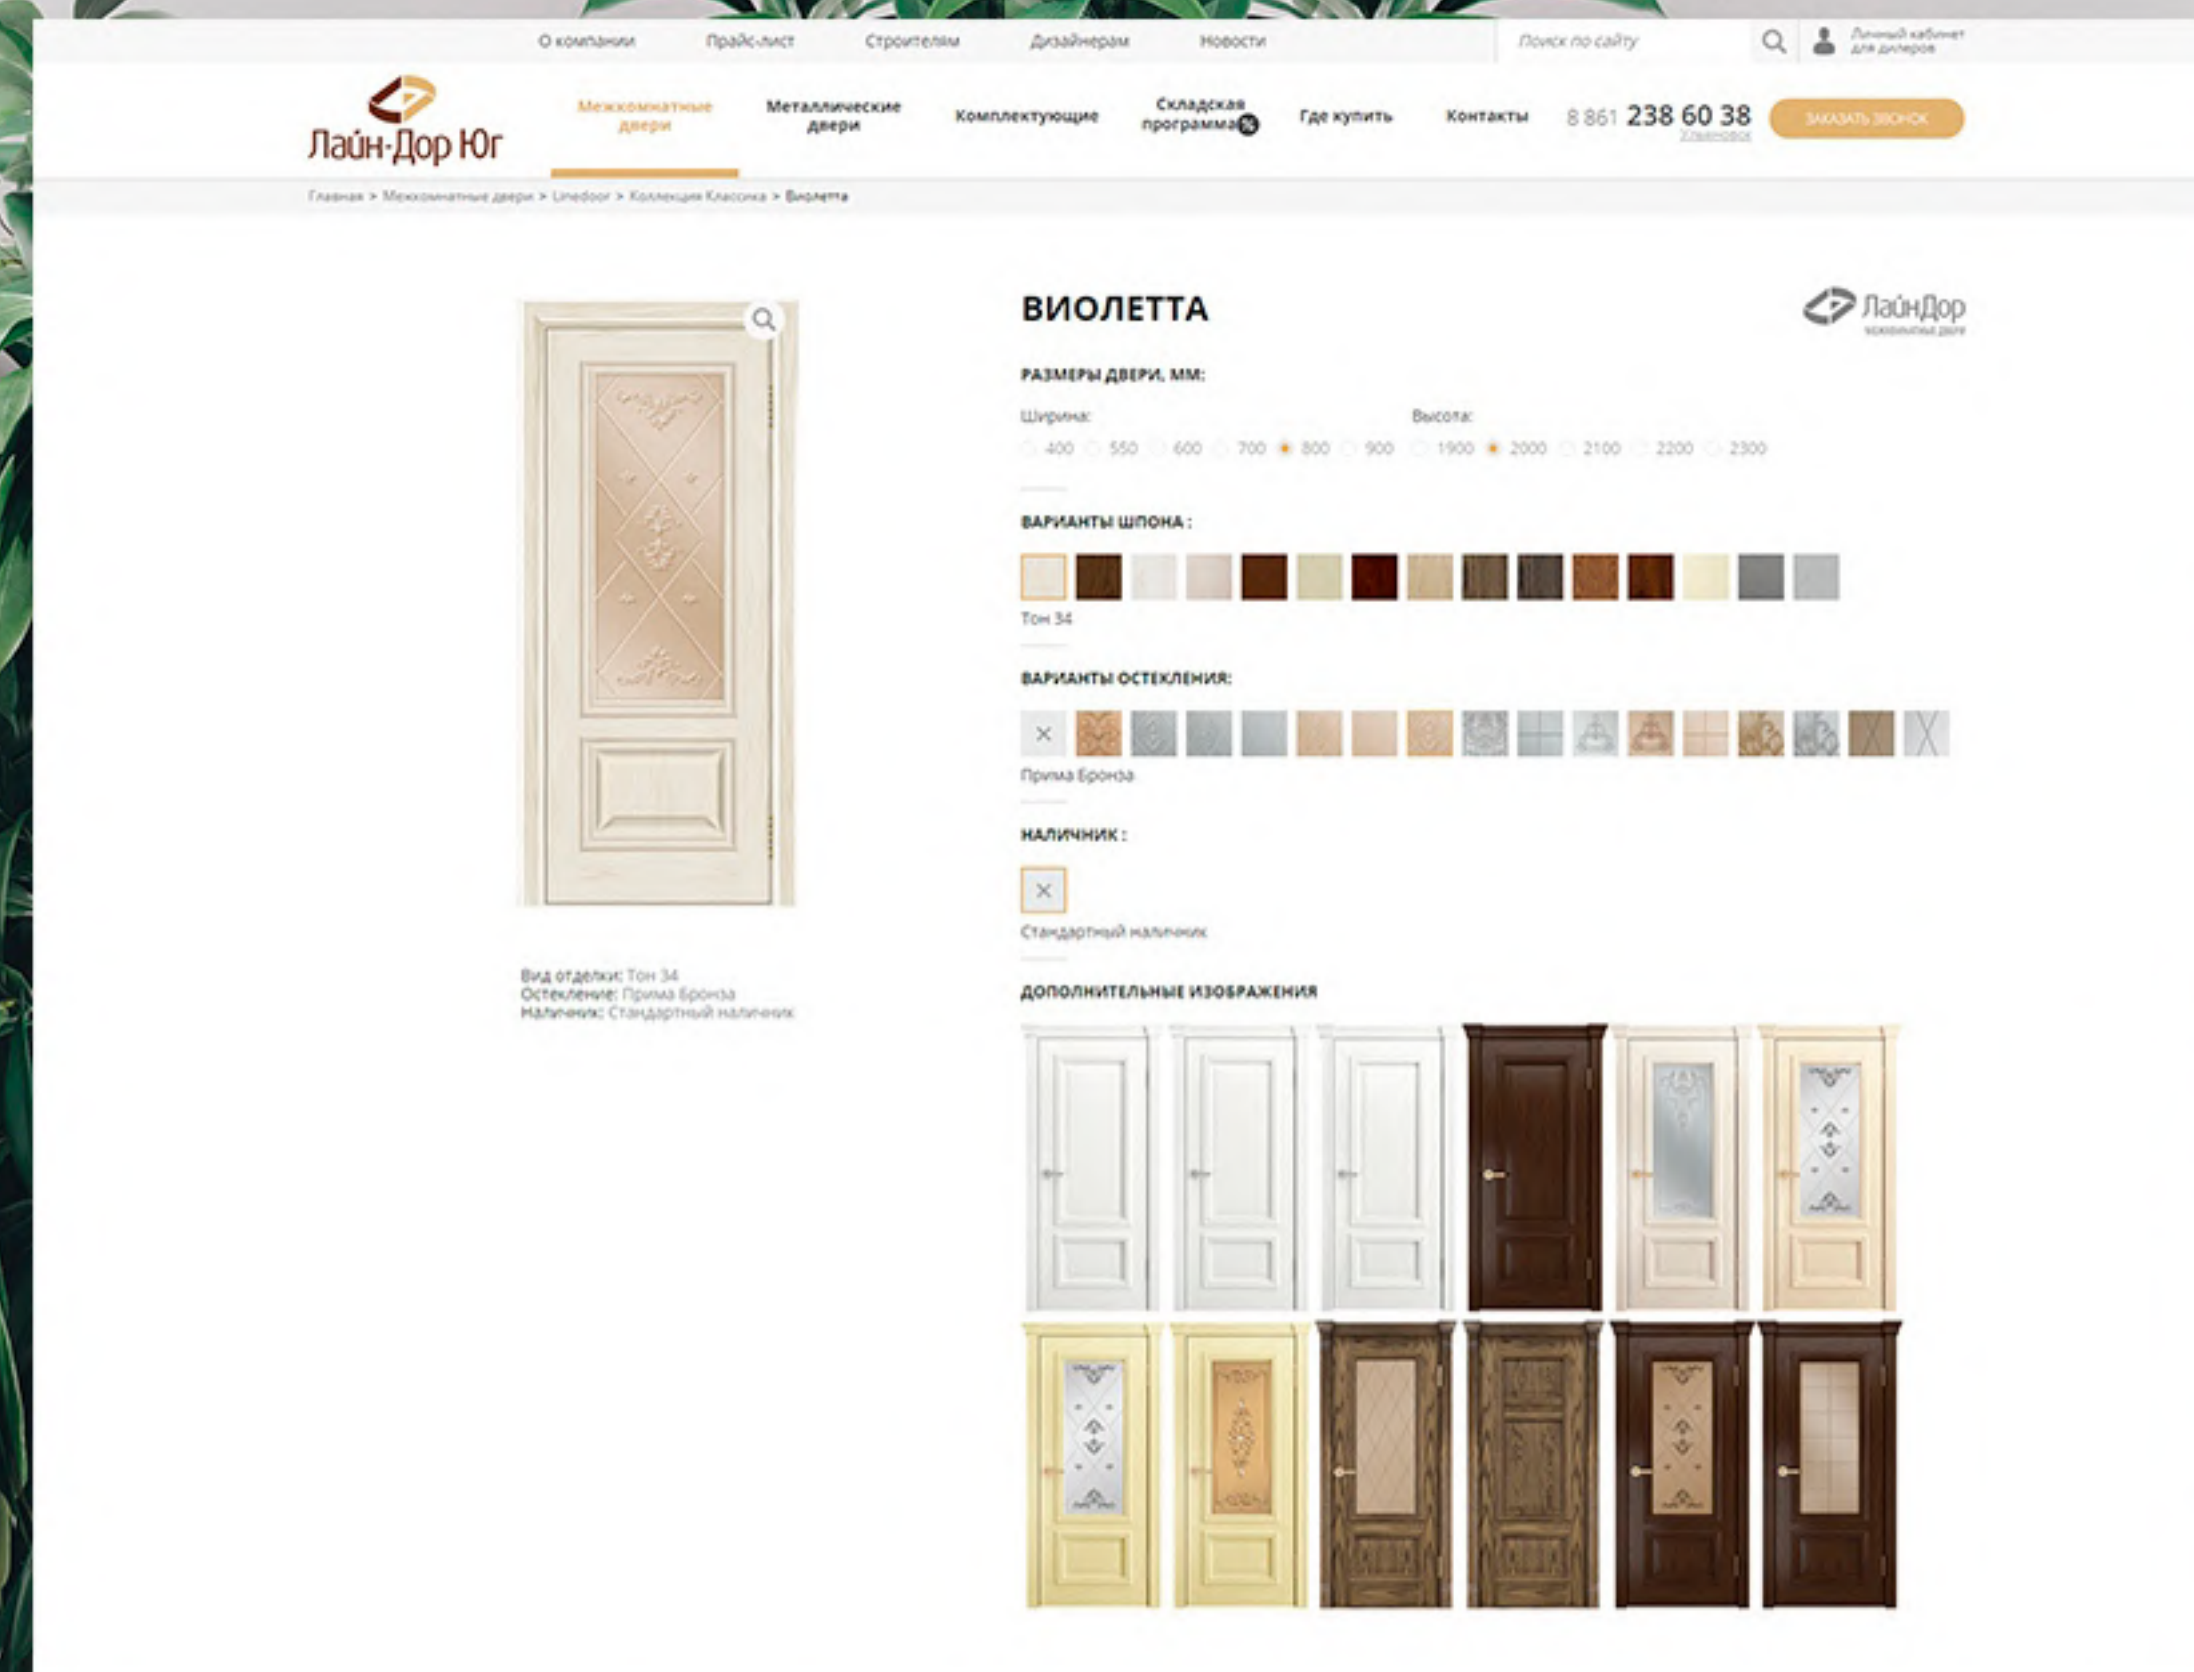 О компании Прайс-лист Строителям Дизайнерам Новости Поиск по сайту Личный кабинет
для дилеров
Лайн-Дор Юг
Межкомнатные
двери
Металлические
двери
Комплектующие
Складская
программа%
Где купить
Контакты
8 861 238 60 38
Ульяновск
ЗАКАЗАТЬ ЗВОНОК
Главная > Межкомнатные двери > Linedoor > Коллекция Классика > Виолетта
ВИОЛЕТТА
ЛайнДор
межкомнатные двери
РАЗМЕРЫ ДВЕРИ, ММ:
Ширина: Высота:
400 550 600 700 800 900 1900 2000 2100 2200 2300
ВАРИАНТЫ ШПОНА :
Тон 34
ВАРИАНТЫ ОСТЕКЛЕНИЯ:
Прима Бронза
НАЛИЧНИК :
Стандартный наличник
Вид отделки: Тон 34
Остекление: Прима Бронза
Наличник: Стандартный наличник
ДОПОЛНИТЕЛЬНЫЕ ИЗОБРАЖЕНИЯ